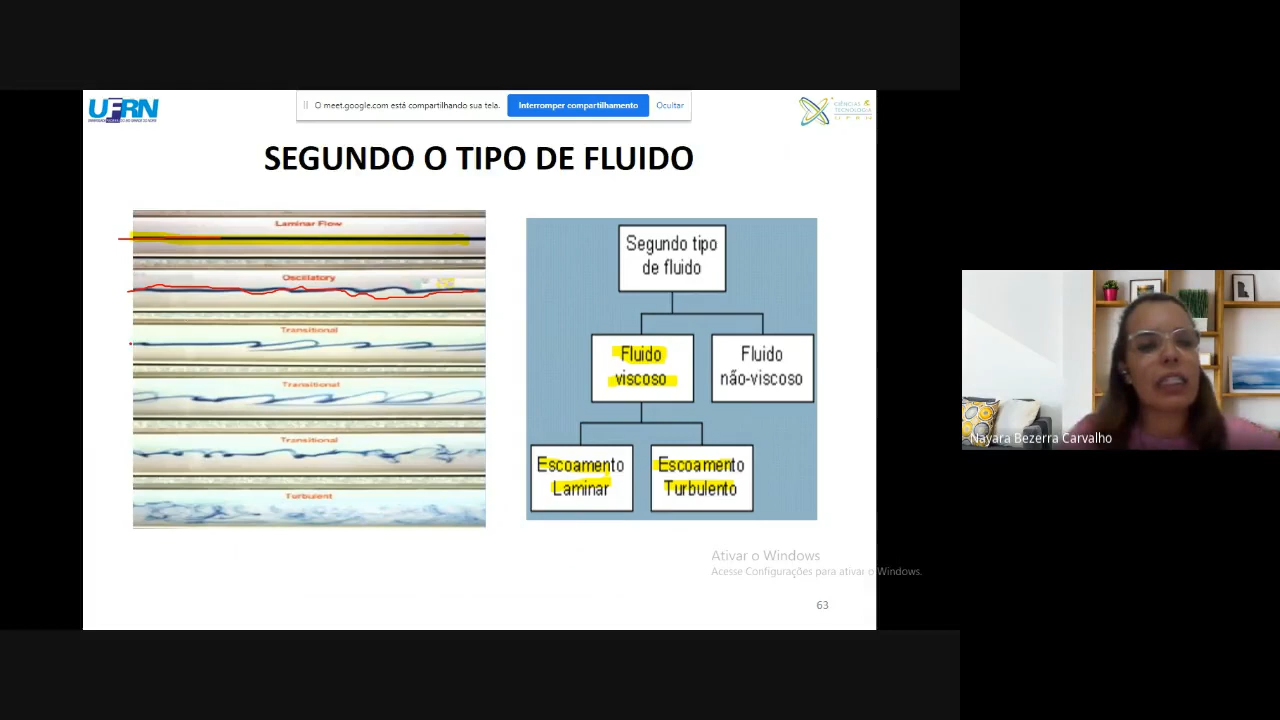 UFRN
O meet.google.com está compartilhando sua tela.
Interromper compartilhamento
Ocultar
CIÊNCIAS
TECNOLOGIA
UFRN
SEGUNDO O TIPO DE FLUIDO
Laminar Flow
Oscillatory
Transitional
Transitional
Transitional
Turbulent
Segundo tipo
de fluido
Fluido
viscoso
Fluido
não-viscoso
Escoamento
Laminar
Escoamento
Turbulento
Nayara Bezerra Carvalho
Ativar o Windows
Acesse Configurações para ativar o Windows.
63